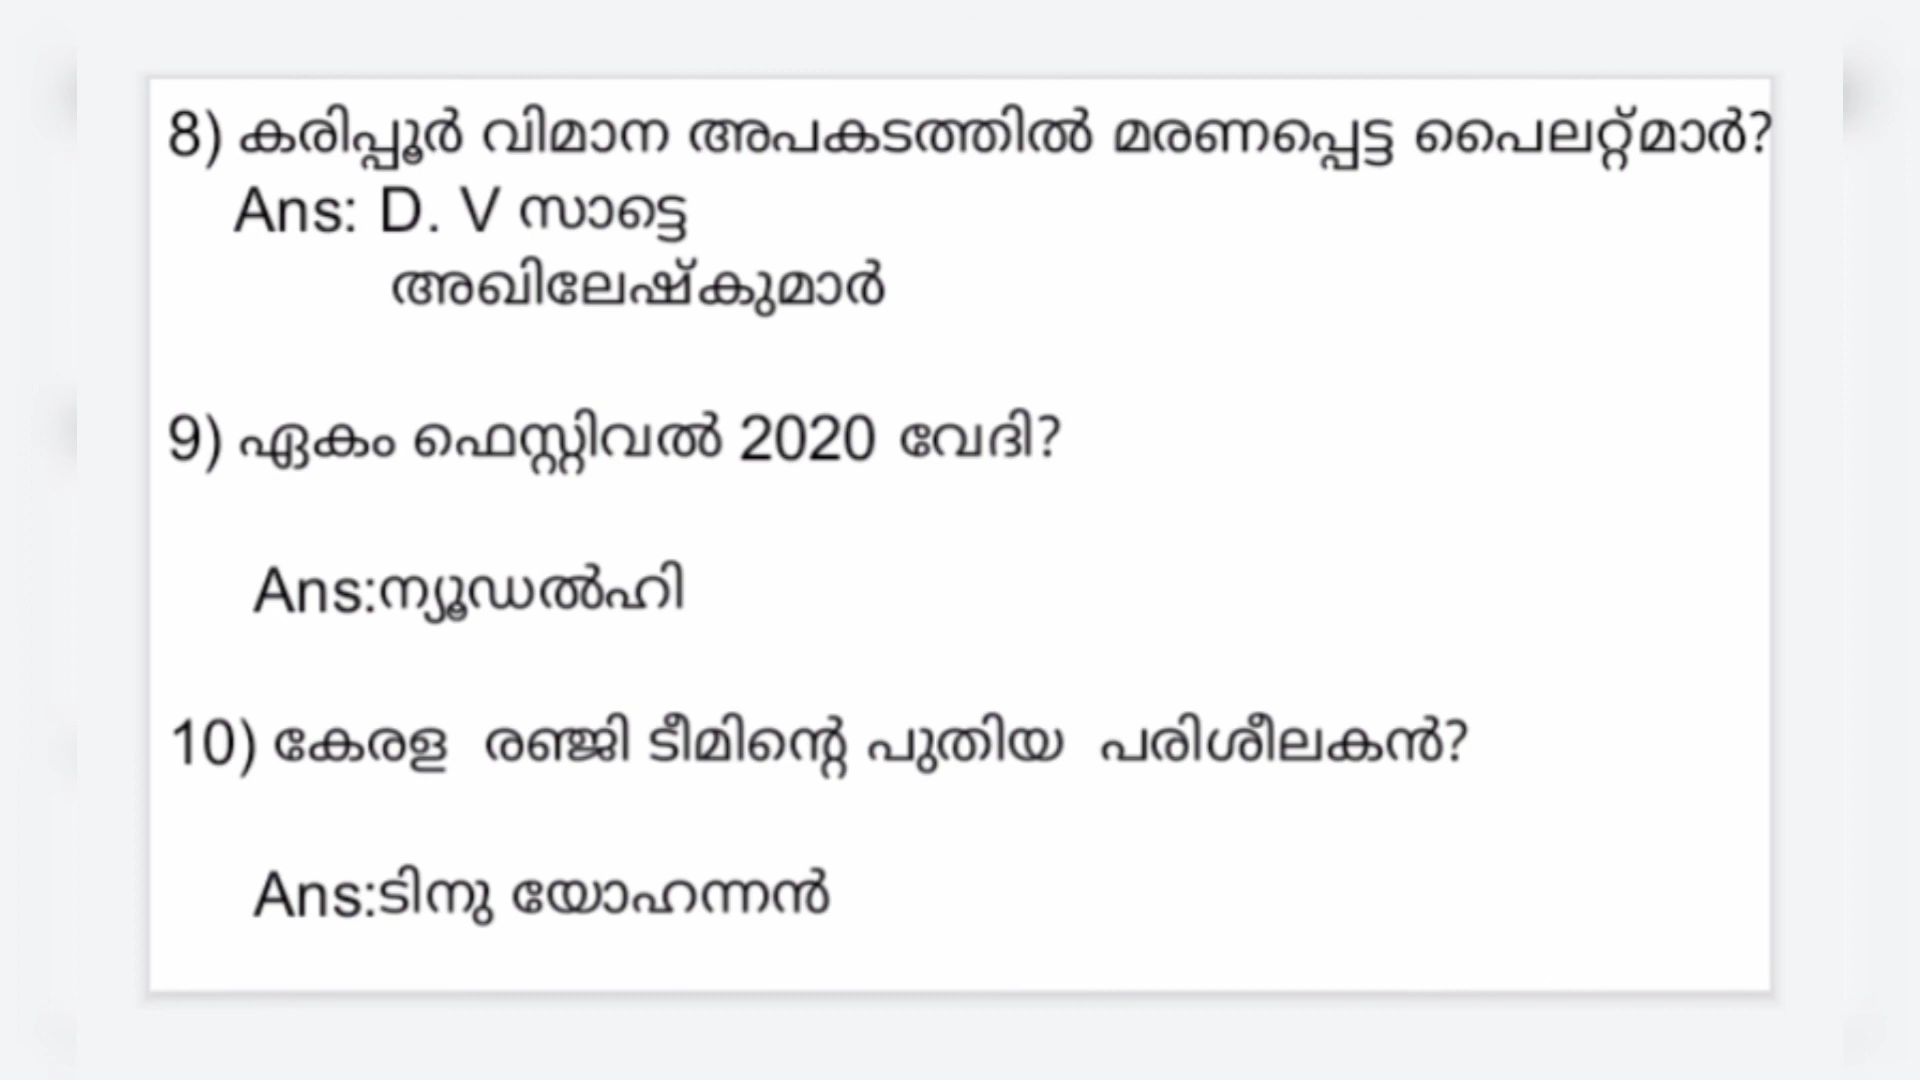 8) കരിപ്പൂർ വിമാന അപകടത്തിൽ മരണപ്പെട്ട പൈലറ്റ്മാർ?
Ans: D. V സാട്ടെ
അഖിലേഷ്കുമാർ
9) ഏകം ഫെസ്റ്റിവൽ 2020 വേദി?
Ans:ന്യൂഡൽഹി
10) കേരള രഞ്ജി ടീമിന്റെ പുതിയ പരിശീലകൻ?
Ans:ടിനു യോഹന്നൻ